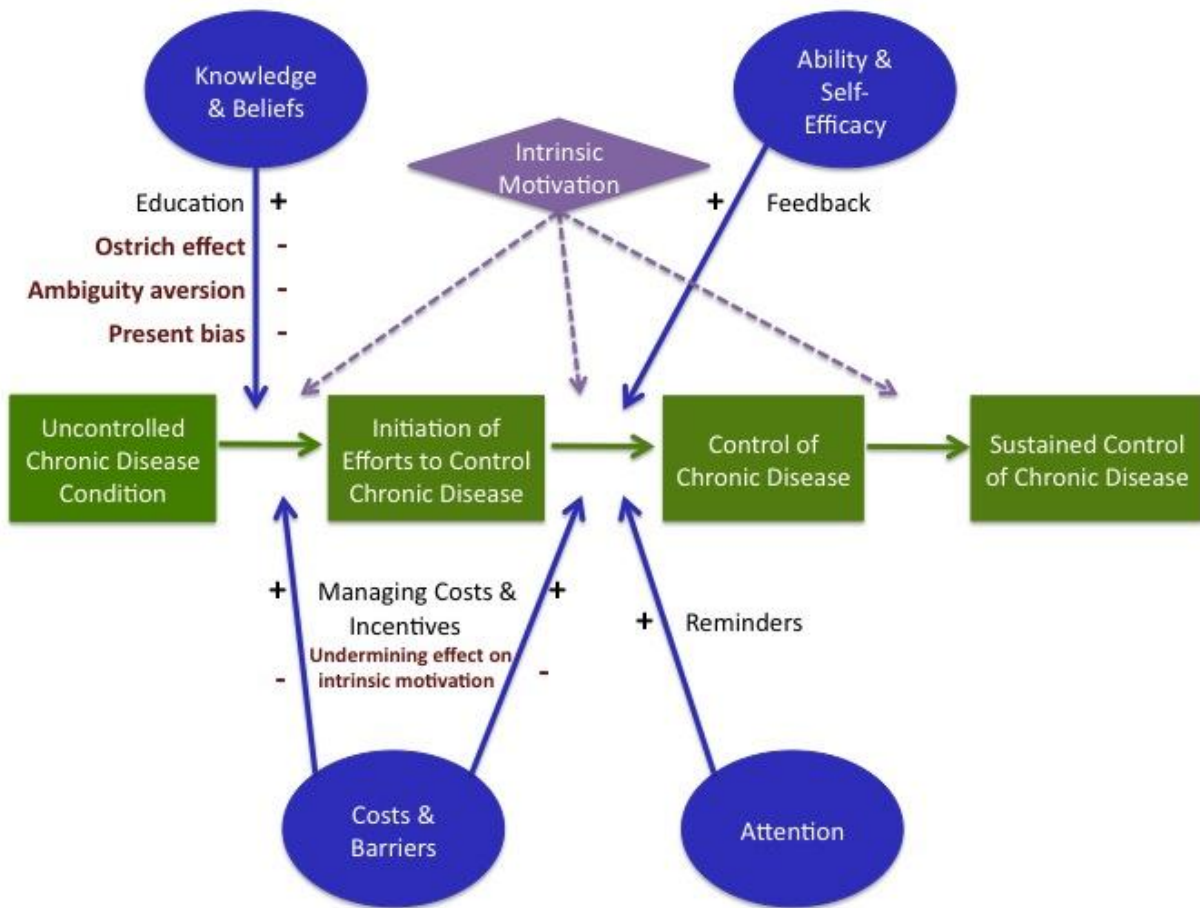 Knowledge
& Beliefs
Ability &
Self-
Efficacy
Intrinsic
Motivation
Education +
Ostrich effect -
Ambiguity aversion -
Present bias -
+ Feedback
Uncontrolled
Chronic Disease
Condition
Initiation of
Efforts to Control
Chronic Disease
Control of
Chronic Disease
Sustained Control
of Chronic Disease
+ Managing Costs & +
Incentives
Undermining effect on
- intrinsic motivation -
+ Reminders
Costs &
Barriers
Attention